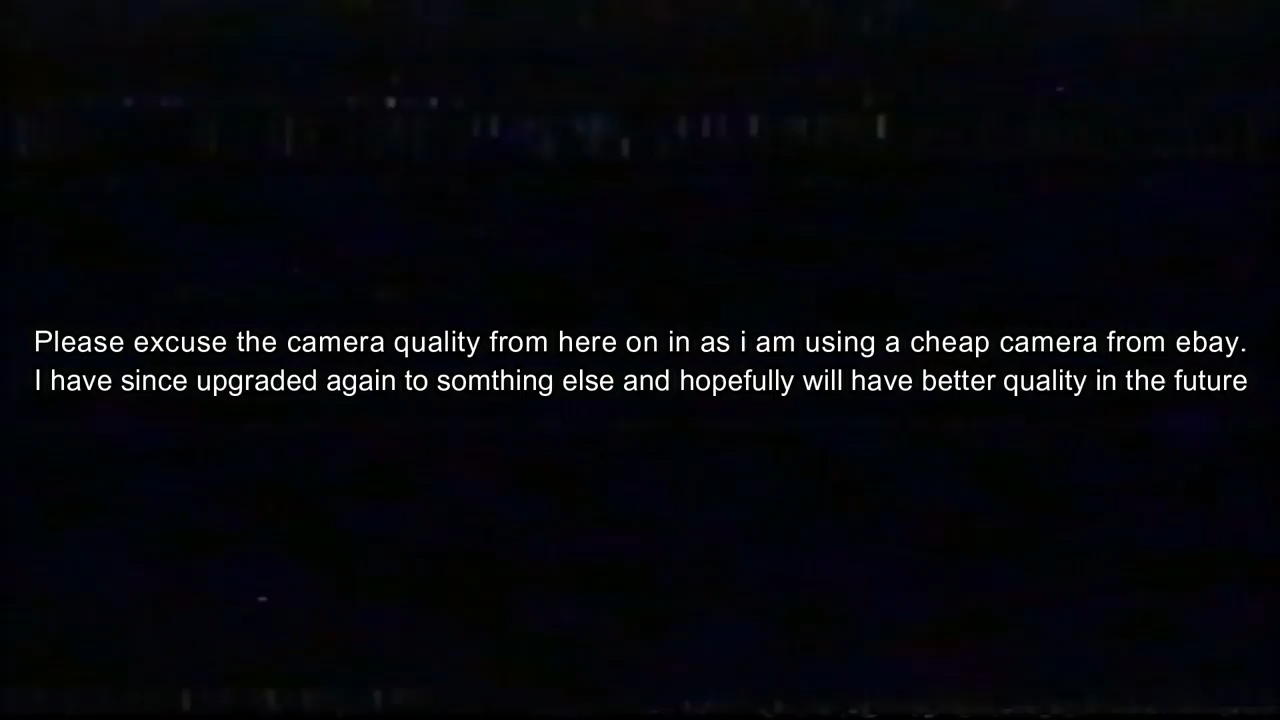 Please excuse the camera quality from here on in as i am using a cheap camera from ebay.
I have since upgraded again to somthing else and hopefully will have better quality in the future